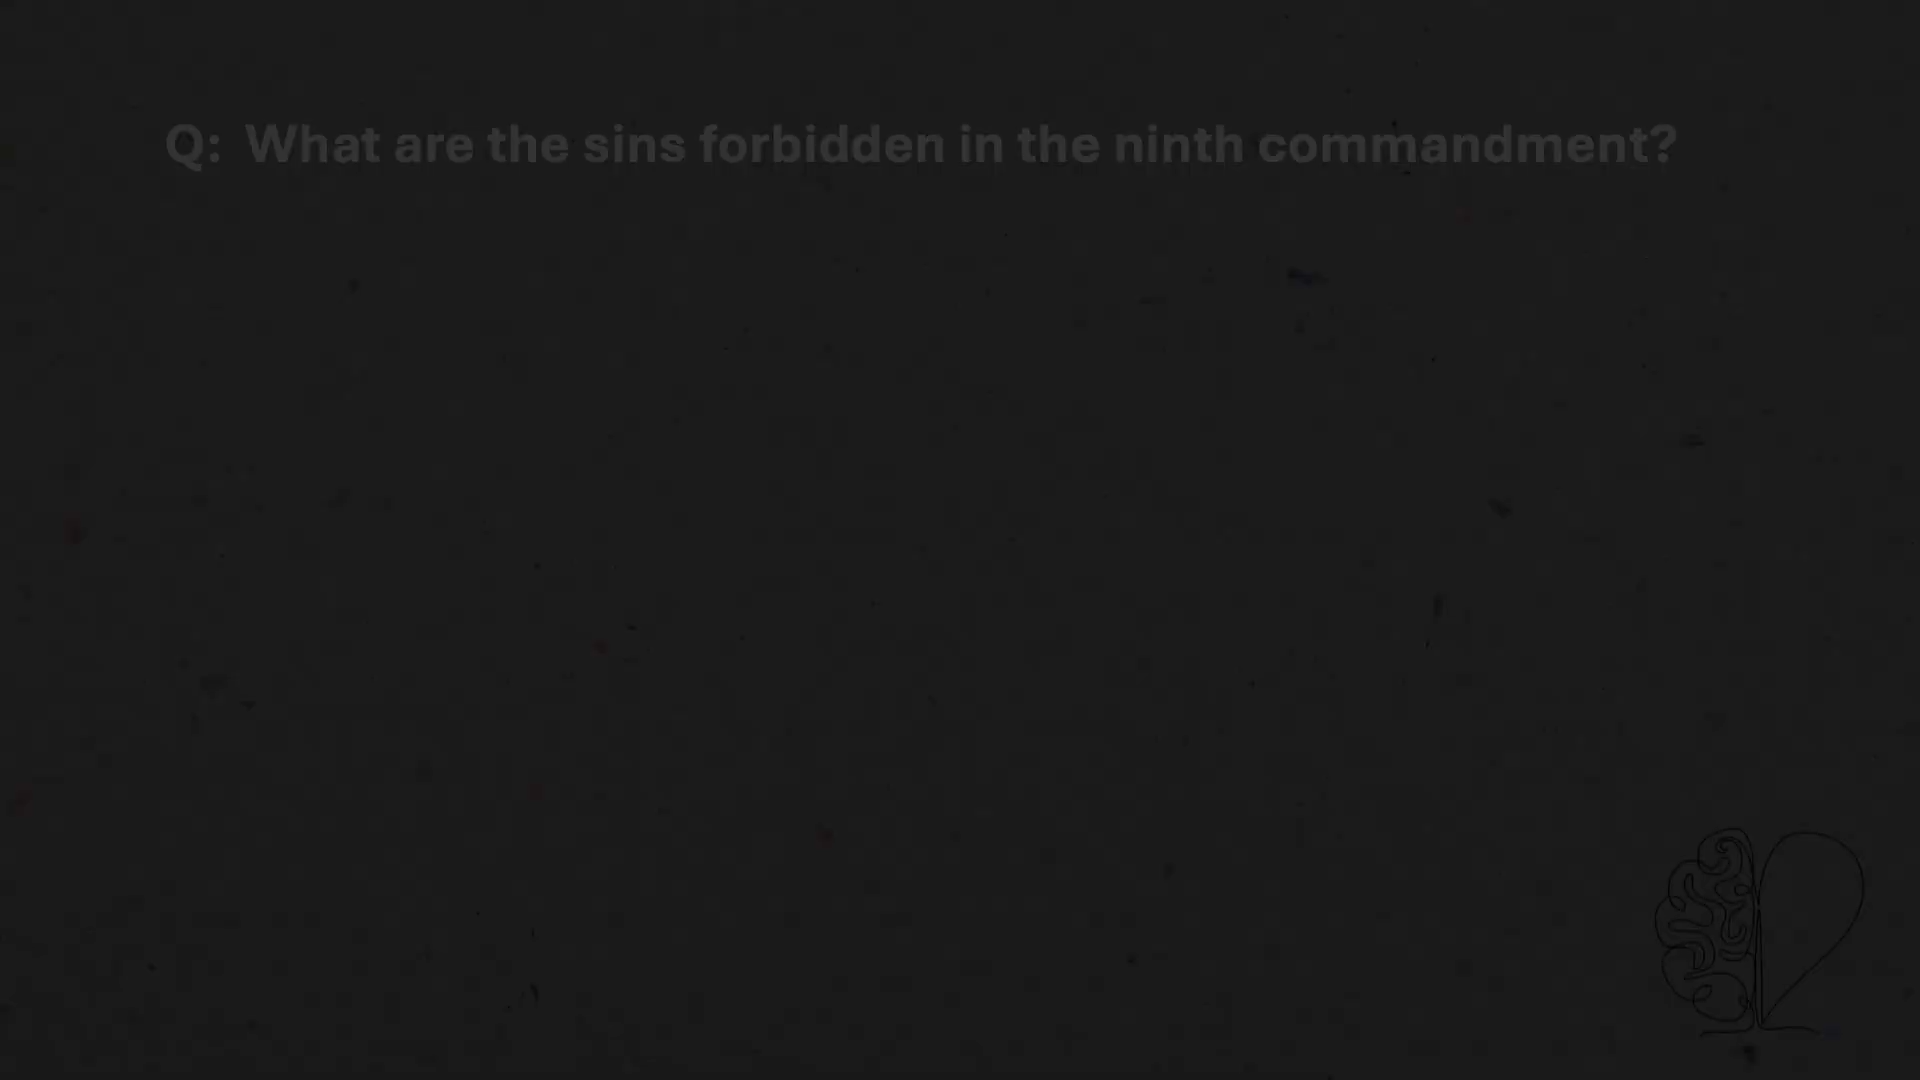 Q: What are the sins forbidden in the ninth commandment?